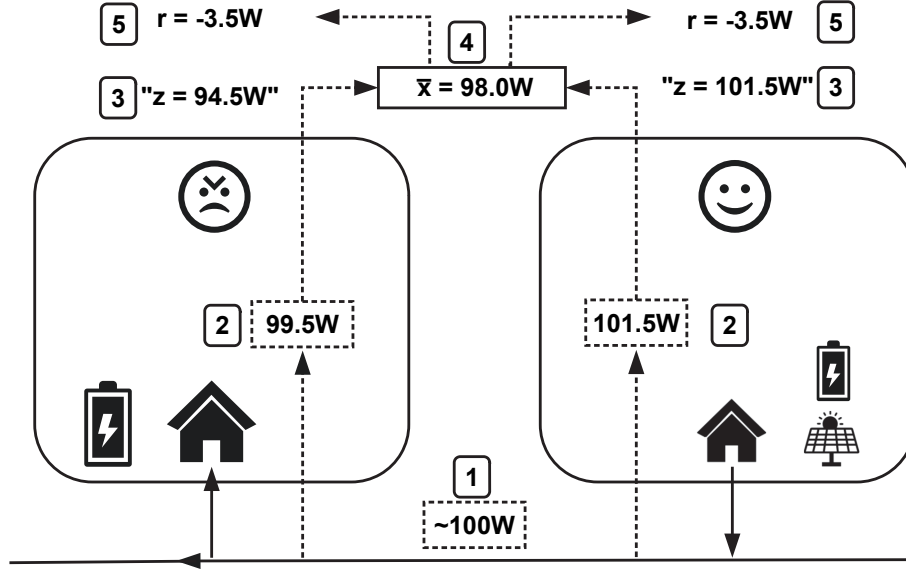 5 r = -3.5W
4
r = -3.5W 5
3 "z = 94.5W"
x̅ = 98.0W
"z = 101.5W" 3
2 99.5W
101.5W 2
1
~100W